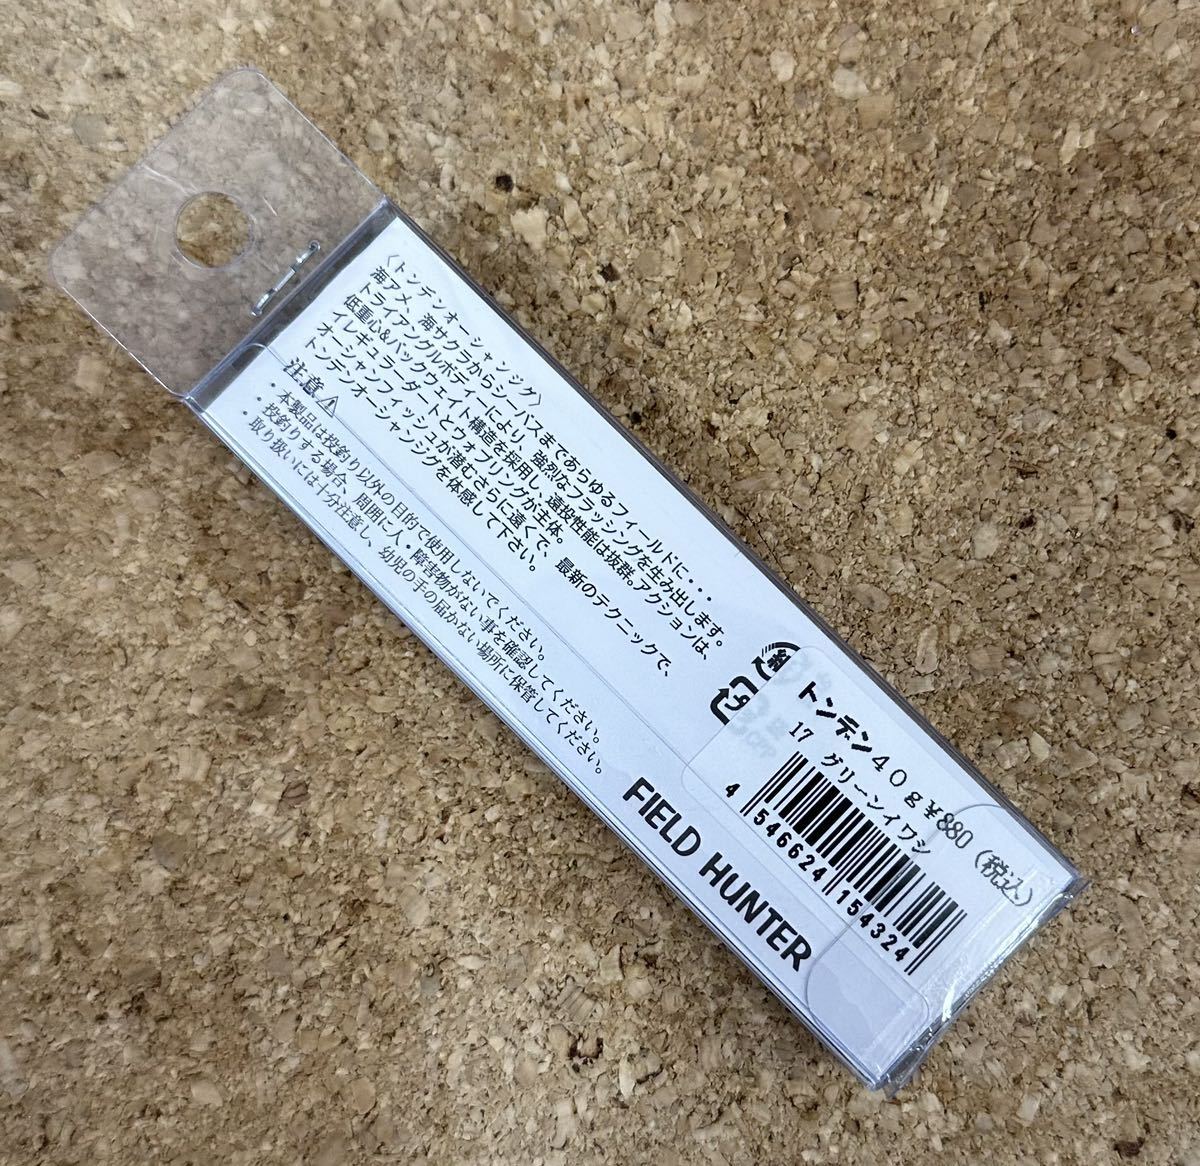 〈トンデンオーシャンジグ〉
海アメ、海サクラからシーバスまであらゆるフィールドに・・・
トライアングルボディーにより、強烈なフラッシングを生み出します。
低重心&バックウェイト構造を採用し、遠投性能は抜群。アクションは、
イレギュラーダートとウォブリングが主体。
オーシャンフィッシュが潜むさらに遠くで、最新のテクニックで、
トンデンオーシャンジグを体感して下さい。
注意⚠
・本製品は投釣り以外の目的で使用しないでください。
・投釣りする場合、周囲に人・障害物がない事を確認してください。
・取り扱いには十分注意し、幼児の手の届かない場所に保管してください。
FIELD HUNTER
トンデン40g¥880(税込)
17 グリーンイワシ
4 546624 154324